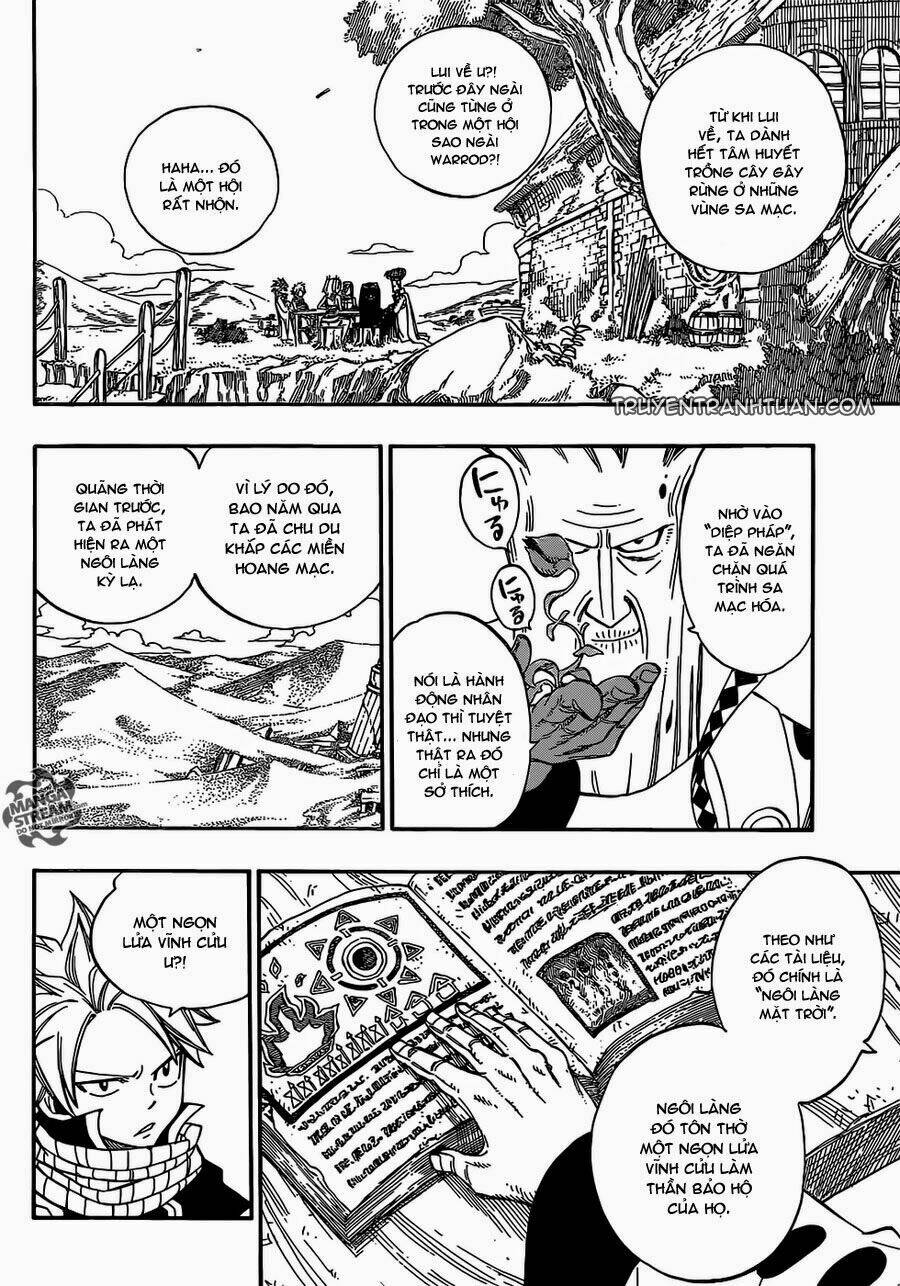 TỪ KHI LUI
VỀ, TA DÀNH
HẾT TÂM HUYẾT
TRỒNG CÂY GÂY
RỪNG Ở NHỮNG
VÙNG SA MẠC.
LUI VỀ Ư?!
TRƯỚC ĐÂY NGÀI
CŨNG TỪNG Ở
TRONG MỘT HỘI
SAO NGÀI
WARROD?!
HAHA... ĐÓ
LÀ MỘT HỘI
RẤT NHỘN.
TRUYENTRANHTUAN.COM
NHỜ VÀO
"DIỆP PHÁP",
TA ĐÃ NGĂN
CHẶN QUÁ
TRÌNH SA
MẠC HÓA.
にゅる
にゅる
NÓI LÀ HÀNH
ĐỘNG NHÂN
ĐẠO THÌ TUYỆT
THẬT... NHƯNG
THẬT RA ĐÓ
CHỈ LÀ MỘT
SỞ THÍCH.
VÌ LÝ DO ĐÓ,
BAO NĂM QUA
TA ĐÃ CHU DU
KHẮP CÁC MIỀN
HOANG MẠC.
QUÃNG THỜI
GIAN TRƯỚC,
TA ĐÃ PHÁT
HIỆN RA MỘT
NGÔI LÀNG
KỲ LẠ.
MANGA
STREAM
THEO NHƯ
CÁC TÀI LIỆU,
ĐÓ CHÍNH LÀ
"NGÔI LÀNG
MẶT TRỜI".
NGÔI LÀNG
ĐÓ TÔN THỜ
MỘT NGỌN LỬA
VĨNH CỬU LÀM
THẦN BẢO HỘ
CỦA HỌ.
MỘT NGỌN
LỬA VĨNH CỬU
Ư?!